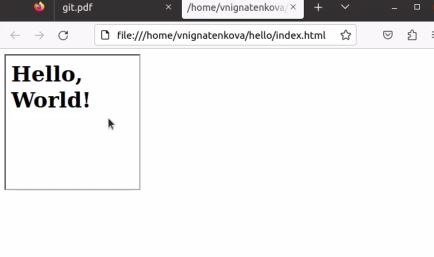 git.pdf
/home/vnignatenkova/
file:///home/vnignatenkova/hello/index.html
Hello,
World!